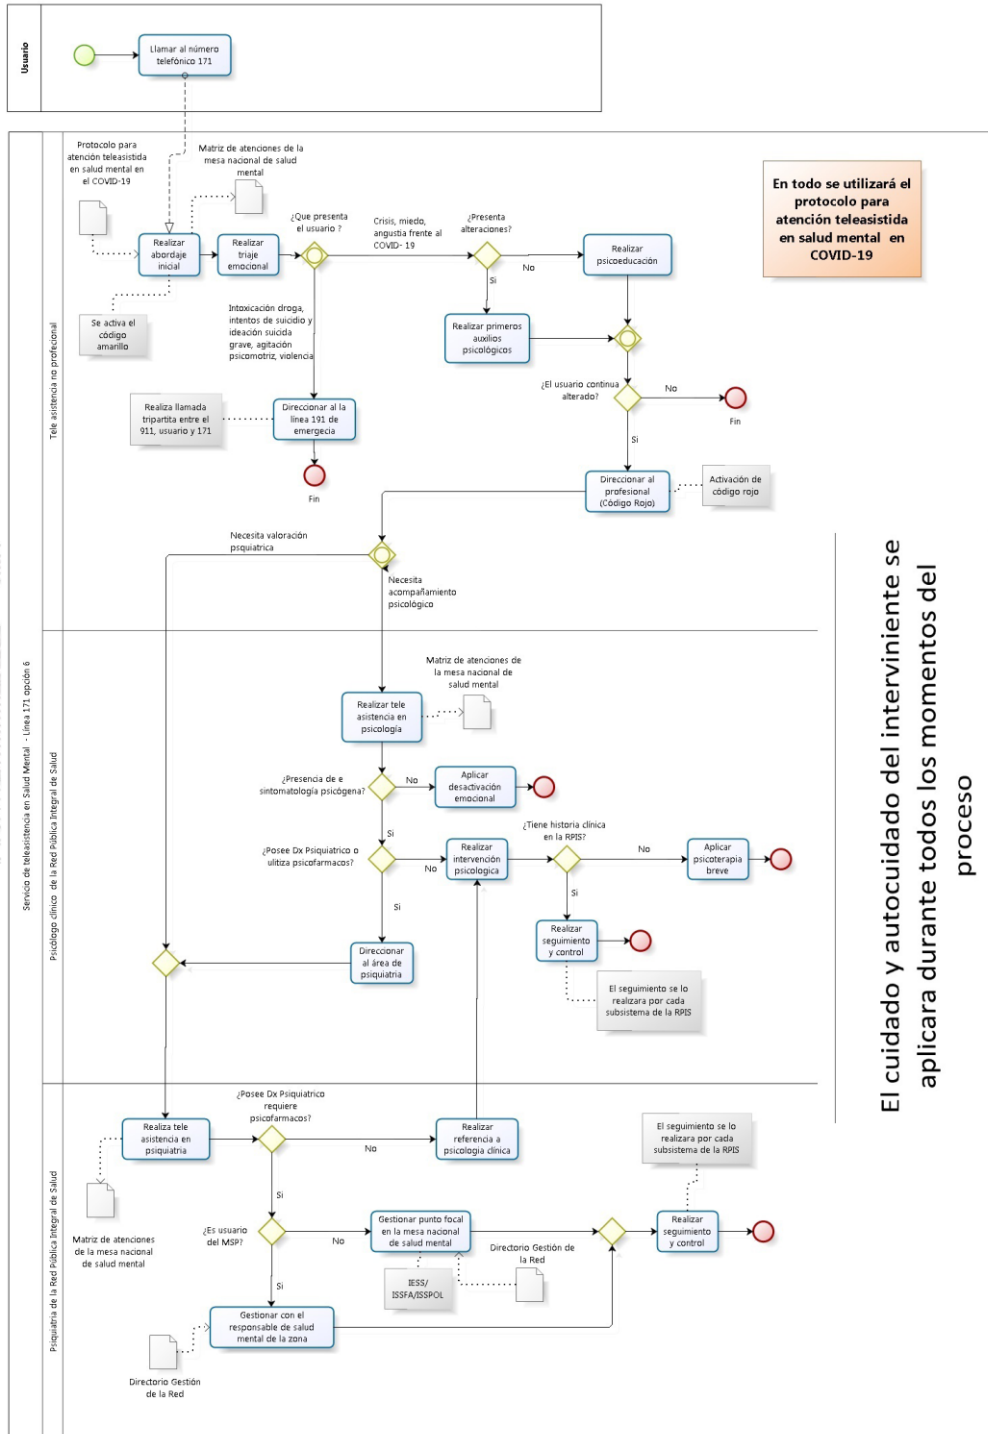 Usuario
Llamar al número
telefónico 171
Servicio de teleasistencia en Salud Mental - Línea 171 opción 6
Tele asistencia no profecional
Protocolo para
atención teleasistida
en salud mental en
el COVID-19
Matriz de atenciones de la
mesa nacional de salud
mental
Realizar
abordaje
inicial
Realizar
triaje
emocional
¿Que presenta
el usuario ?
Crisis, miedo,
angustia frente al
COVID- 19
¿Presenta
alteraciones?
No
Si
Realizar
psicoeducación
En todo se utilizará el
protocolo para
atención teleasistida
en salud mental en
COVID-19
Se activa el
código
amarillo
Intoxicación droga,
intentos de suicidio y
ideación suicida
grave, agitación
psicomotriz, violencia
Realizar primeros
auxilios
psicológicos
¿El usuario continua
alterado?
No
Fin
Si
Realiza llamada
tripartita entre el
911, usuario y 171
Direccionar al la
línea 191 de
emergecia
Fin
Direccionar al
profesional
(Código Rojo)
Activación de
código rojo
Necesita valoración
psquiatrica
Necesita
acompañamiento
psicológico
El cuidado y autocuidado del interviniente se
aplicara durante todos los momentos del
proceso
Psicólogo clínico de la Red Pública Integral de Salud
Realizar tele
asistencia en
psicología
Matriz de atenciones de
la mesa nacional de
salud mental
¿Presencia de e
sintomatología psicógena?
No
Aplicar
desactivación
emocional
Si
¿Posee Dx Psiquiatrico o
ulitiza psicofarmacos?
No
Realizar
intervención
psicologica
¿Tiene historia clínica
en la RPIS?
No
Aplicar
psicoterapia
breve
Si
Si
Direccionar
al área de
psiquiatría
Realizar
seguimiento
y control
El seguimiento se lo
realizara por cada
subsistema de la RPIS
Psiquiatria de la Red Pública Integral de Salud
Realiza tele
asistencia en
psiquiatria
¿Posee Dx Psiquiatrico
requiere
psicofarmacos?
No
Realizar
referencia a
psicologia clínica
El seguimiento se lo
realizara por cada
subsistema de la RPIS
Si
Matriz de atenciones
de la mesa nacional
de salud mental
¿Es usuario
del MSP?
No
Gestionar punto focal
en la mesa nacional
de salud mental
Realizar
seguimiento
y control
IESS/
ISSFA/ISSPOL
Directorio Gestión de
la Red
Si
Gestionar con el
responsable de salud
mental de la zona
Directorio Gestión
de la Red